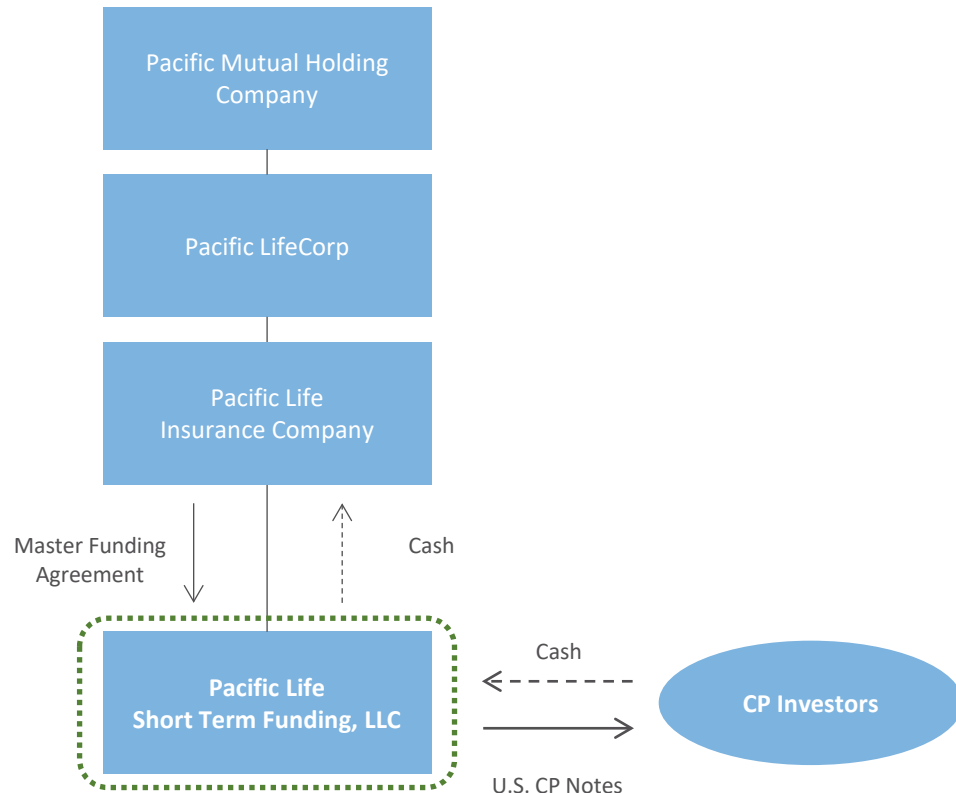 Pacific Mutual Holding
Company
Pacific LifeCorp
Pacific Life
Insurance Company
Master Funding
Agreement
Cash
Pacific Life
Short Term Funding, LLC
Cash
CP Investors
U.S. CP Notes